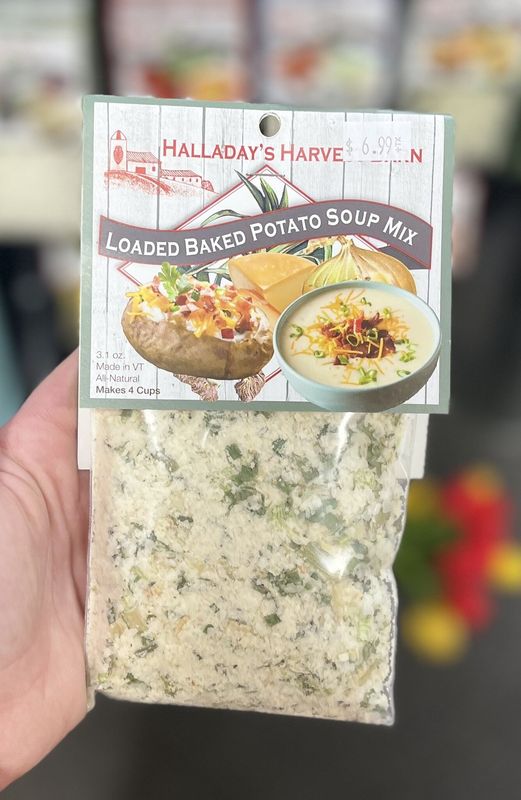 HALLADAY'S HARVE
$ 6.99
LOADED BAKED POTATO SOUP MIX
3.1 oz.
Made in VT
All-Natural
Makes 4 Cups